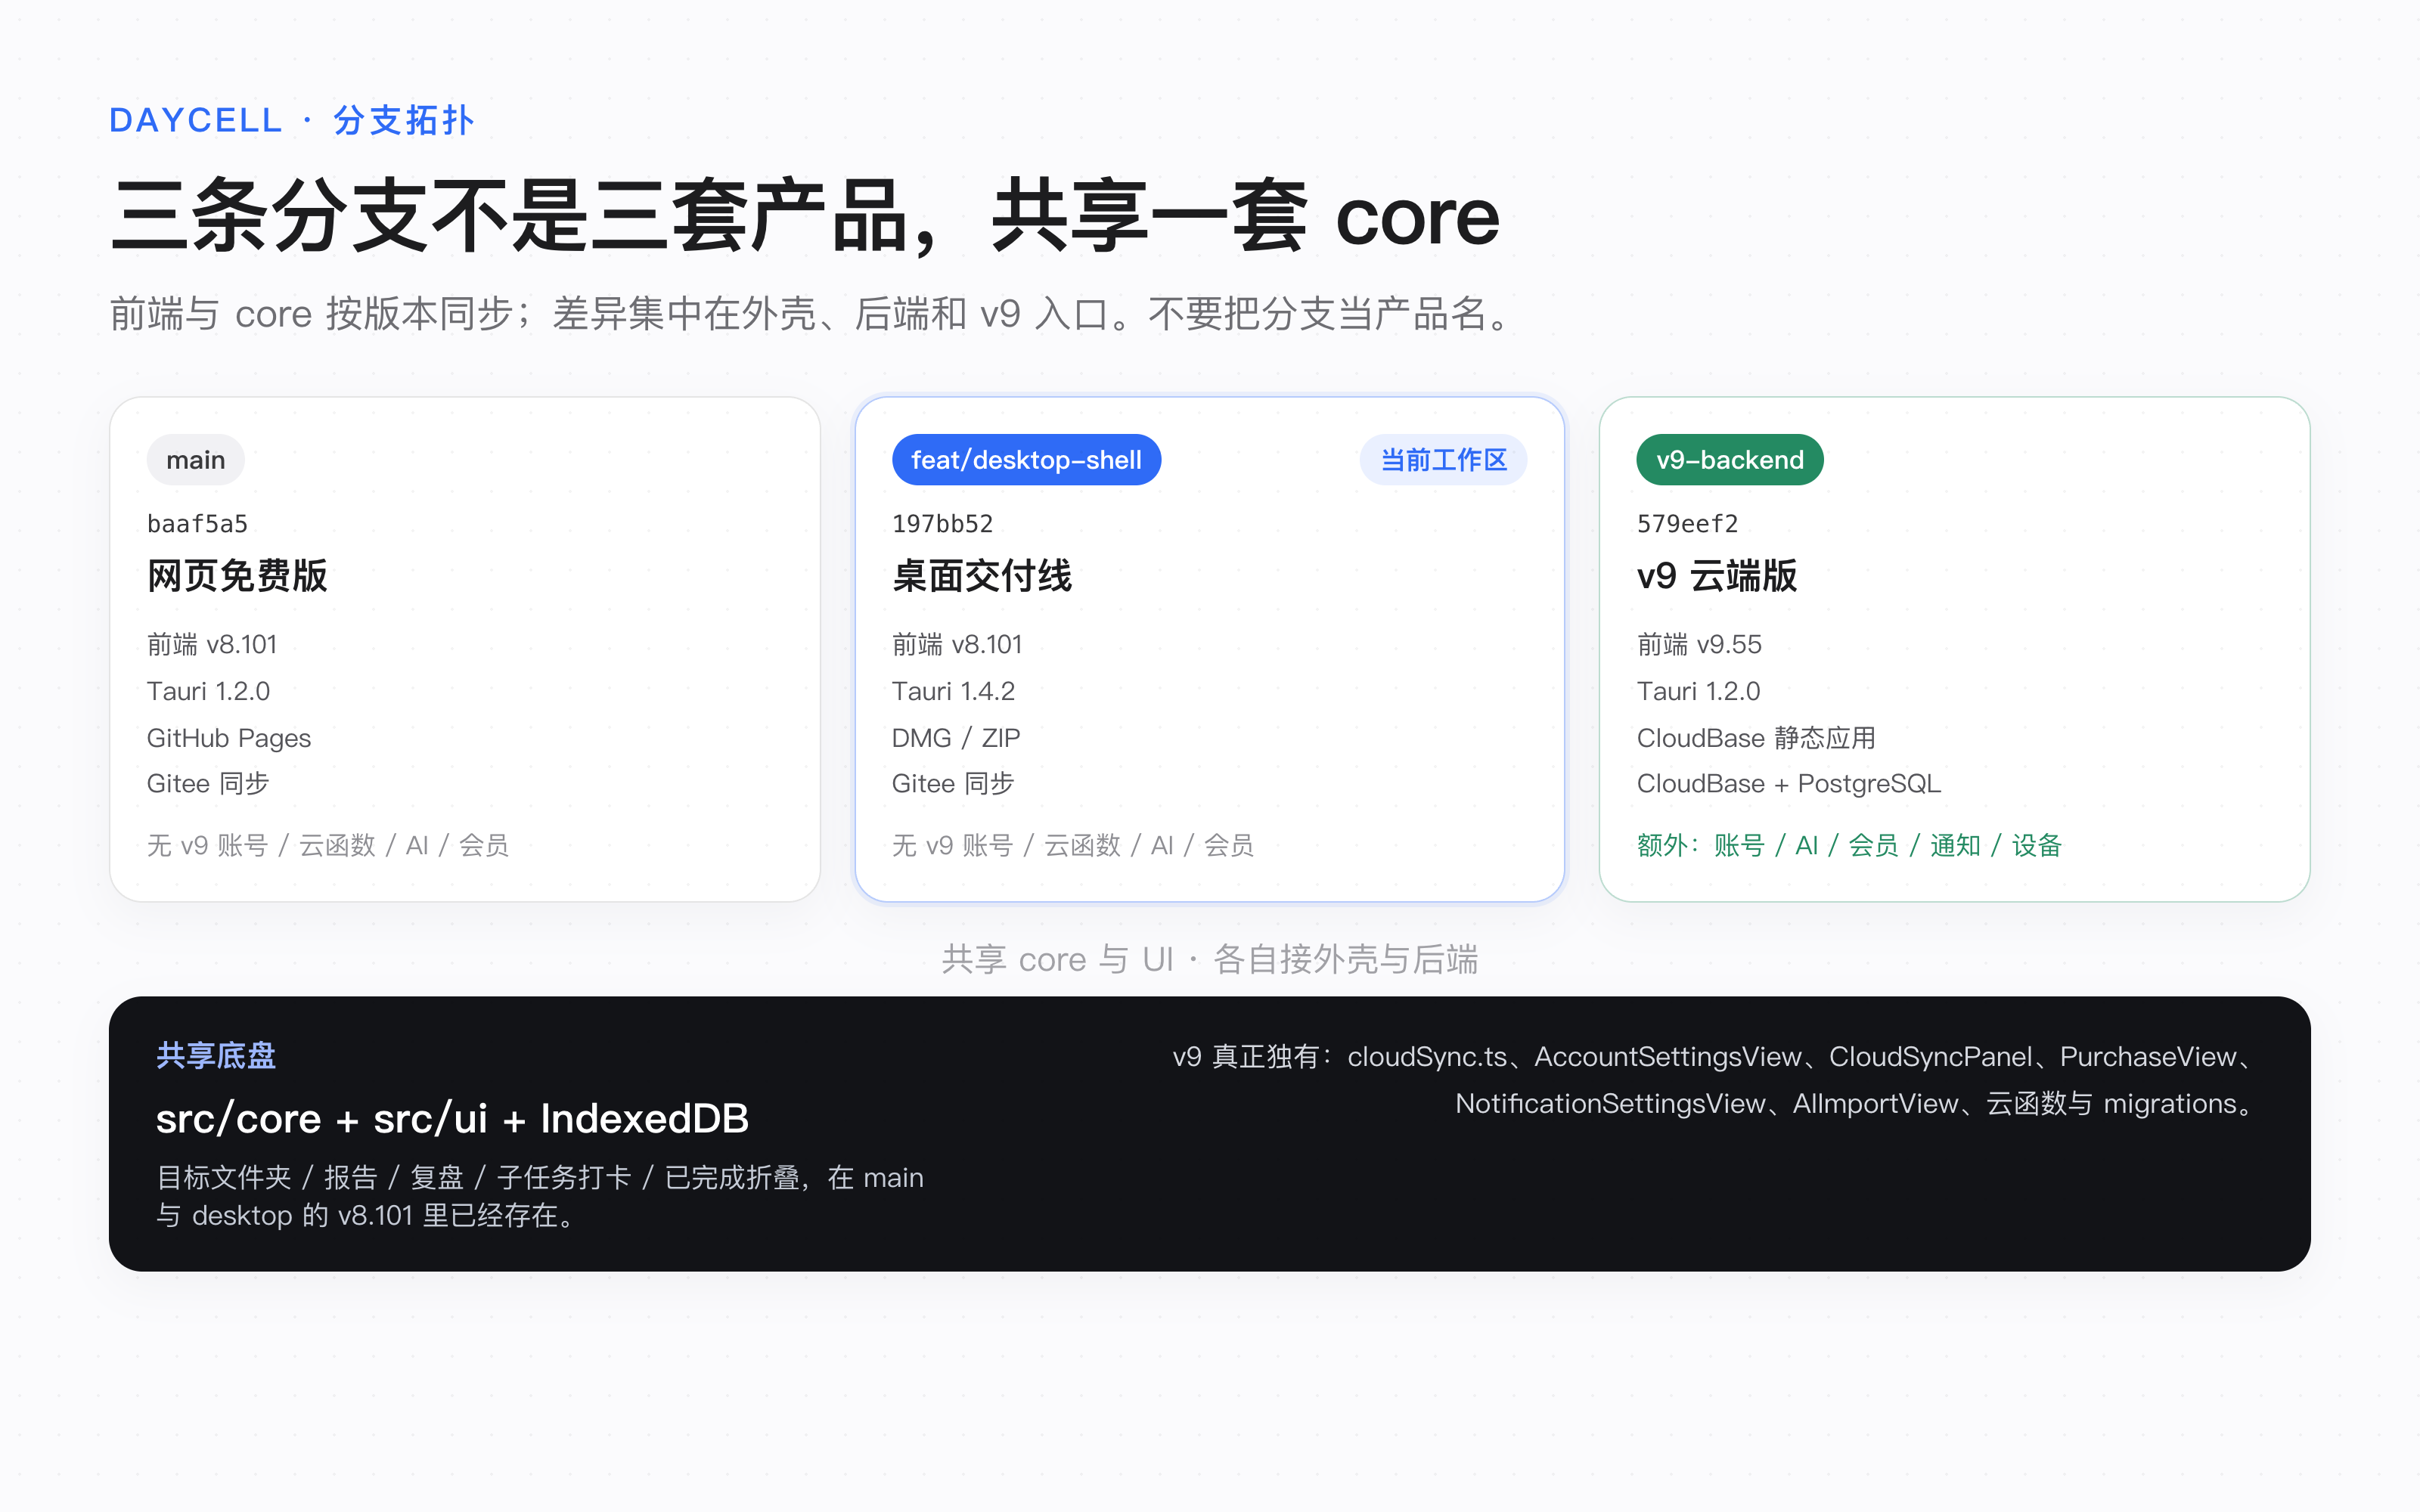 DAYCELL · 分支拓扑
三条分支不是三套产品，共享一套 core
前端与 core 按版本同步；差异集中在外壳、后端和 v9 入口。不要把分支当产品名。
main
baaf5a5
网页免费版
前端 v8.101
Tauri 1.2.0
GitHub Pages
Gitee 同步
无 v9 账号 / 云函数 / AI / 会员
feat/desktop-shell
当前工作区
197bb52
桌面交付线
前端 v8.101
Tauri 1.4.2
DMG / ZIP
Gitee 同步
无 v9 账号 / 云函数 / AI / 会员
v9-backend
579eef2
v9 云端版
前端 v9.55
Tauri 1.2.0
CloudBase 静态应用
CloudBase + PostgreSQL
额外：账号 / AI / 会员 / 通知 / 设备
共享 core 与 UI · 各自接外壳与后端
共享底盘
src/core + src/ui + IndexedDB
目标文件夹 / 报告 / 复盘 / 子任务打卡 / 已完成折叠，在 main
与 desktop 的 v8.101 里已经存在。
v9 真正独有：cloudSync.ts、AccountSettingsView、CloudSyncPanel、PurchaseView、
NotificationSettingsView、AIImportView、云函数与 migrations。